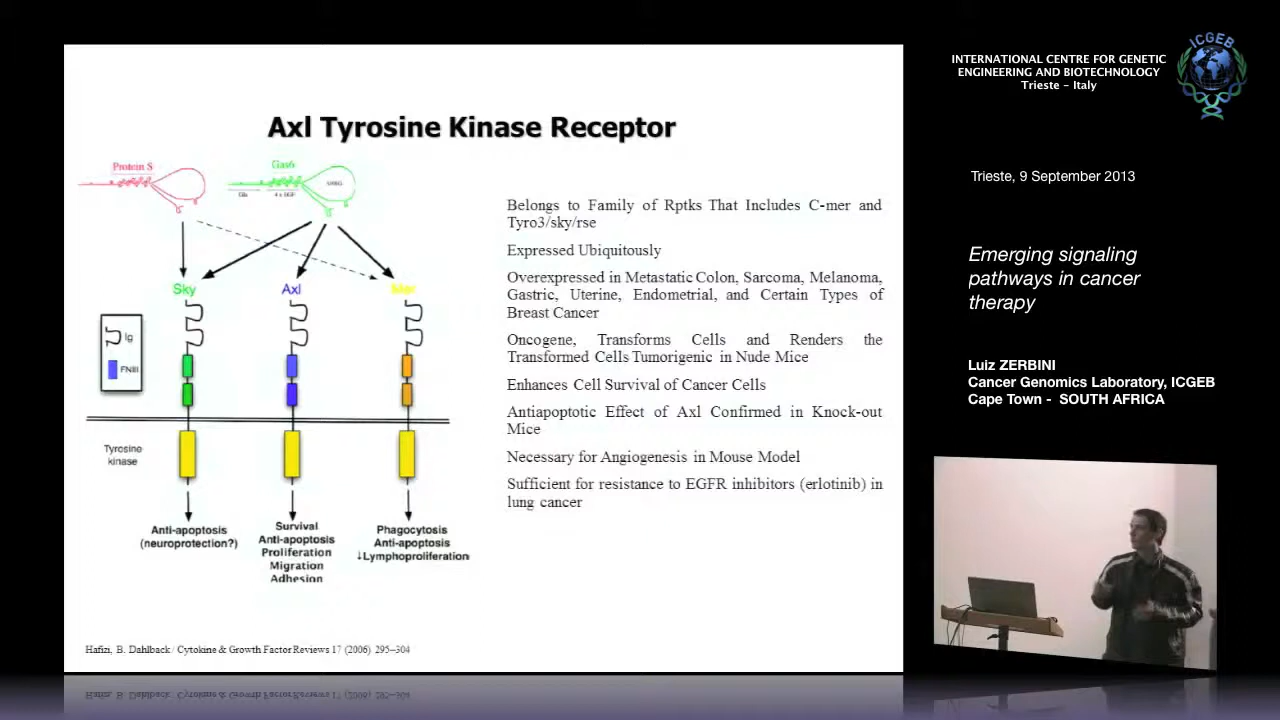 Axl Tyrosine Kinase Receptor
Protein S
Gas6
Sky
Axl
Mer
Ig
FNIII
Tyrosine
kinase
Anti-apoptosis
(neuroprotection?)
Survival
Anti-apoptosis
Proliferation
Migration
Adhesion
Phagocytosis
Anti-apoptosis
↓Lymphoproliferation
Belongs to Family of Rptks That Includes C-mer and
Tyro3/sky/rse
Expressed Ubiquitously
Overexpressed in Metastatic Colon, Sarcoma, Melanoma,
Gastric, Uterine, Endometrial, and Certain Types of
Breast Cancer
Oncogene, Transforms Cells and Renders the
Transformed Cells Tumorigenic in Nude Mice
Enhances Cell Survival of Cancer Cells
Antiapoptotic Effect of Axl Confirmed in Knock-out
Mice
Necessary for Angiogenesis in Mouse Model
Sufficient for resistance to EGFR inhibitors (erlotinib) in
lung cancer
Hafizi, B. Dahlback / Cytokine & Growth Factor Reviews 17 (2006) 295–304
INTERNATIONAL CENTRE FOR GENETIC
ENGINEERING AND BIOTECHNOLOGY
Trieste - Italy
ICGEB
Trieste, 9 September 2013
Emerging signaling
pathways in cancer
therapy
Luiz ZERBINI
Cancer Genomics Laboratory, ICGEB
Cape Town - SOUTH AFRICA